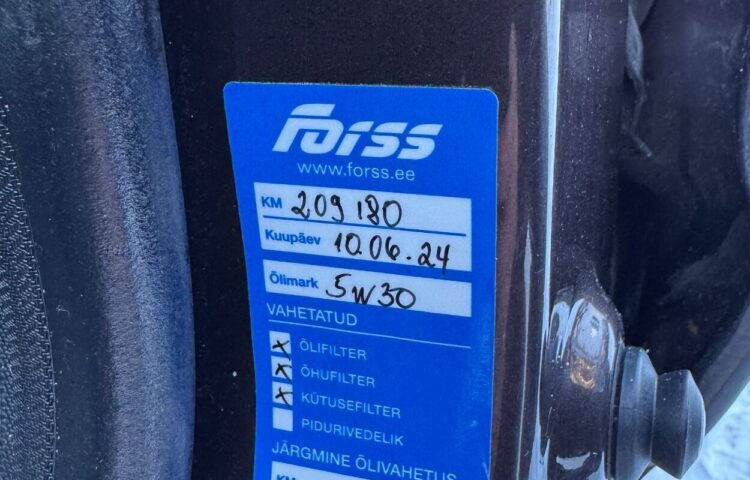 Forss
www.forss.ee
KM 209 180
Kuupäev 10.06.24
Õlimark 5W30
VAHETATUD
x ÕLIFILTER
x ÕHUFILTER
x KÜTUSEFILTER
PIDURIVEDELIK
JÄRGMINE ÕLIVAHETUS
KM